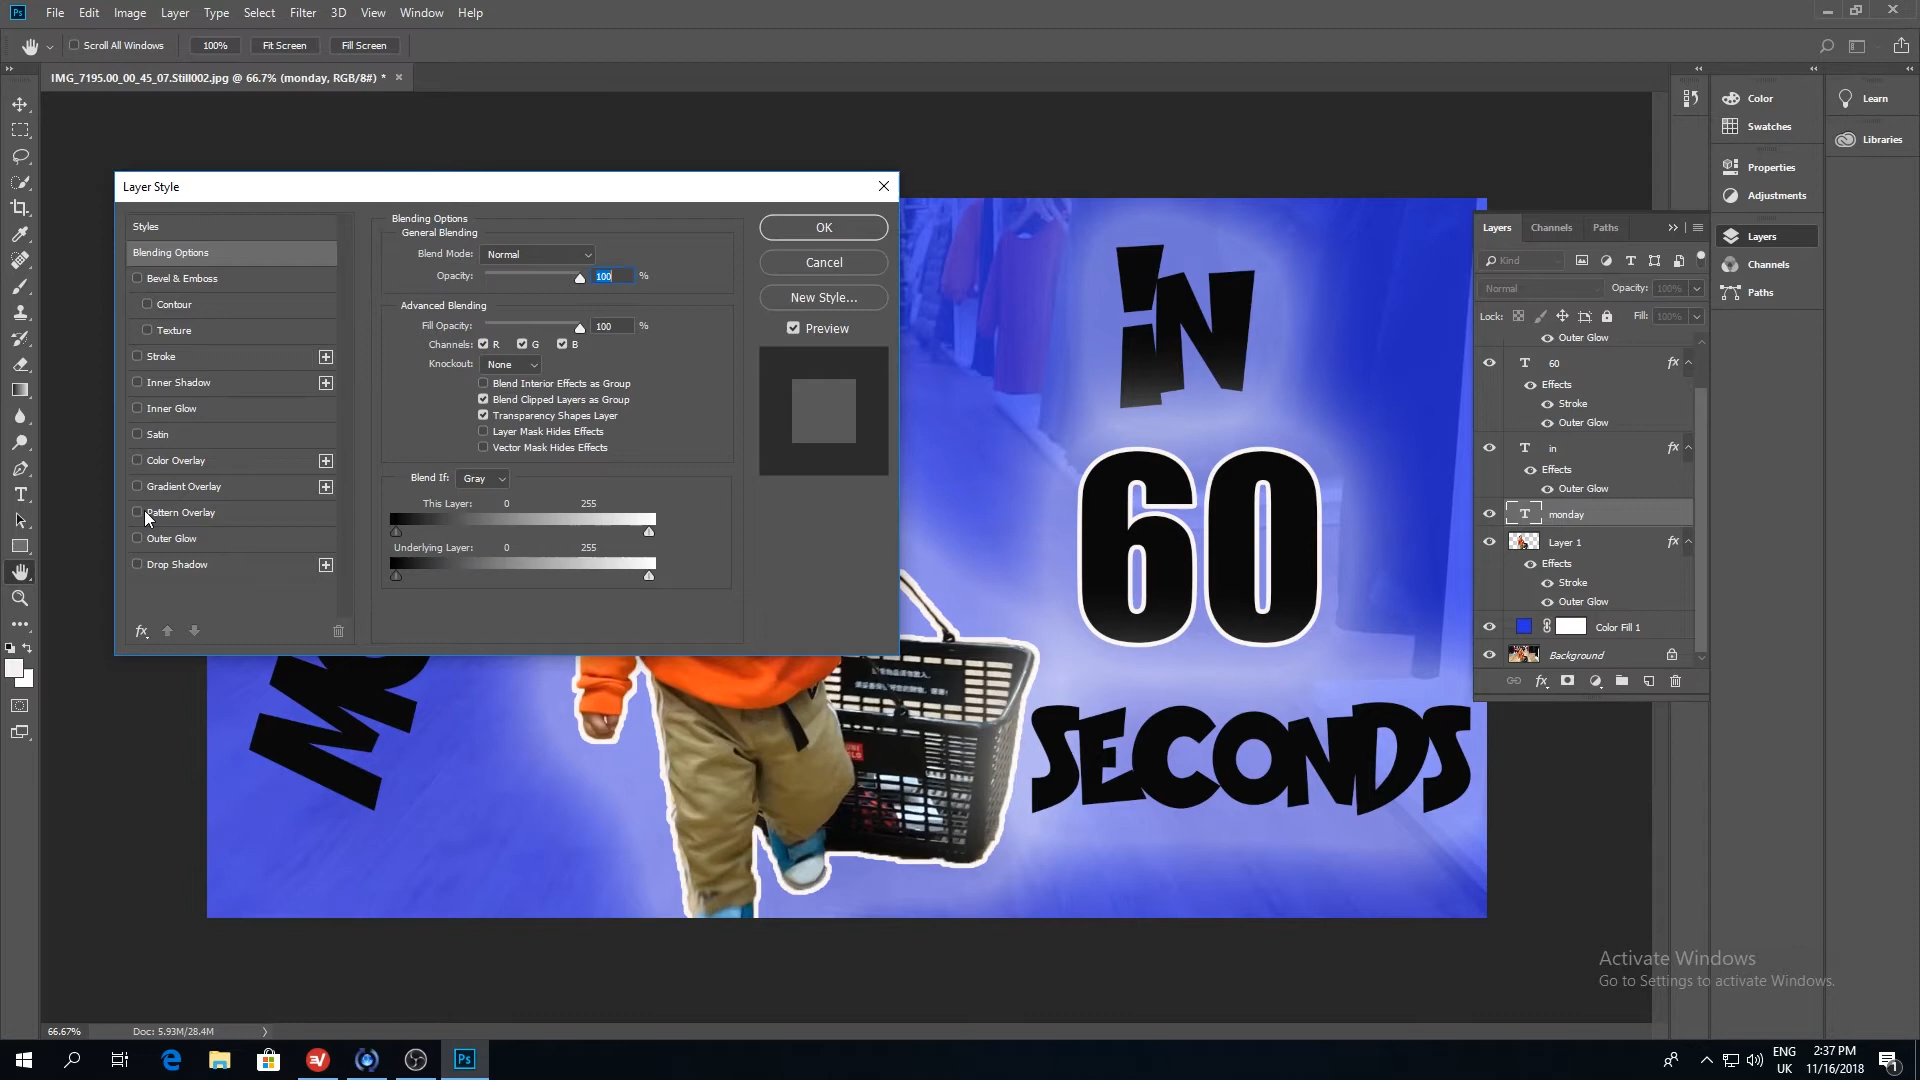 Ps File Edit Image Layer Type Select Filter 3D View Window Help
Scroll All Windows 100% Fit Screen Fill Screen
IMG_7195.00_00_45_07.Still002.jpg @ 66.7% (monday, RGB/8#) *
Layer Style
Styles
Blending Options
Bevel & Emboss
Contour
Texture
Stroke
Inner Shadow
Inner Glow
Satin
Color Overlay
Gradient Overlay
Pattern Overlay
Outer Glow
Drop Shadow
fx
Blending Options
General Blending
Blend Mode: Normal
Opacity: 100 %
Advanced Blending
Fill Opacity: 100 %
Channels: R G B
Knockout: None
Blend Interior Effects as Group
Blend Clipped Layers as Group
Transparency Shapes Layer
Layer Mask Hides Effects
Vector Mask Hides Effects
Blend If: Gray
This Layer: 0 255
Underlying Layer: 0 255
OK
Cancel
New Style...
Preview
iN
60
SECONDS
Layers Channels Paths
Kind
Normal Opacity: 100%
Lock: Fill: 100%
Outer Glow
60 fx
Effects
Stroke
Outer Glow
in fx
Effects
Outer Glow
monday
Layer 1 fx
Effects
Stroke
Outer Glow
Color Fill 1
Background
fx
Color
Swatches
Properties
Adjustments
Layers
Channels
Paths
Learn
Libraries
Activate Windows
Go to Settings to activate Windows.
66.67% Doc: 5.93M/28.4M
Ps
ENG
UK
2:37 PM
11/16/2018
1